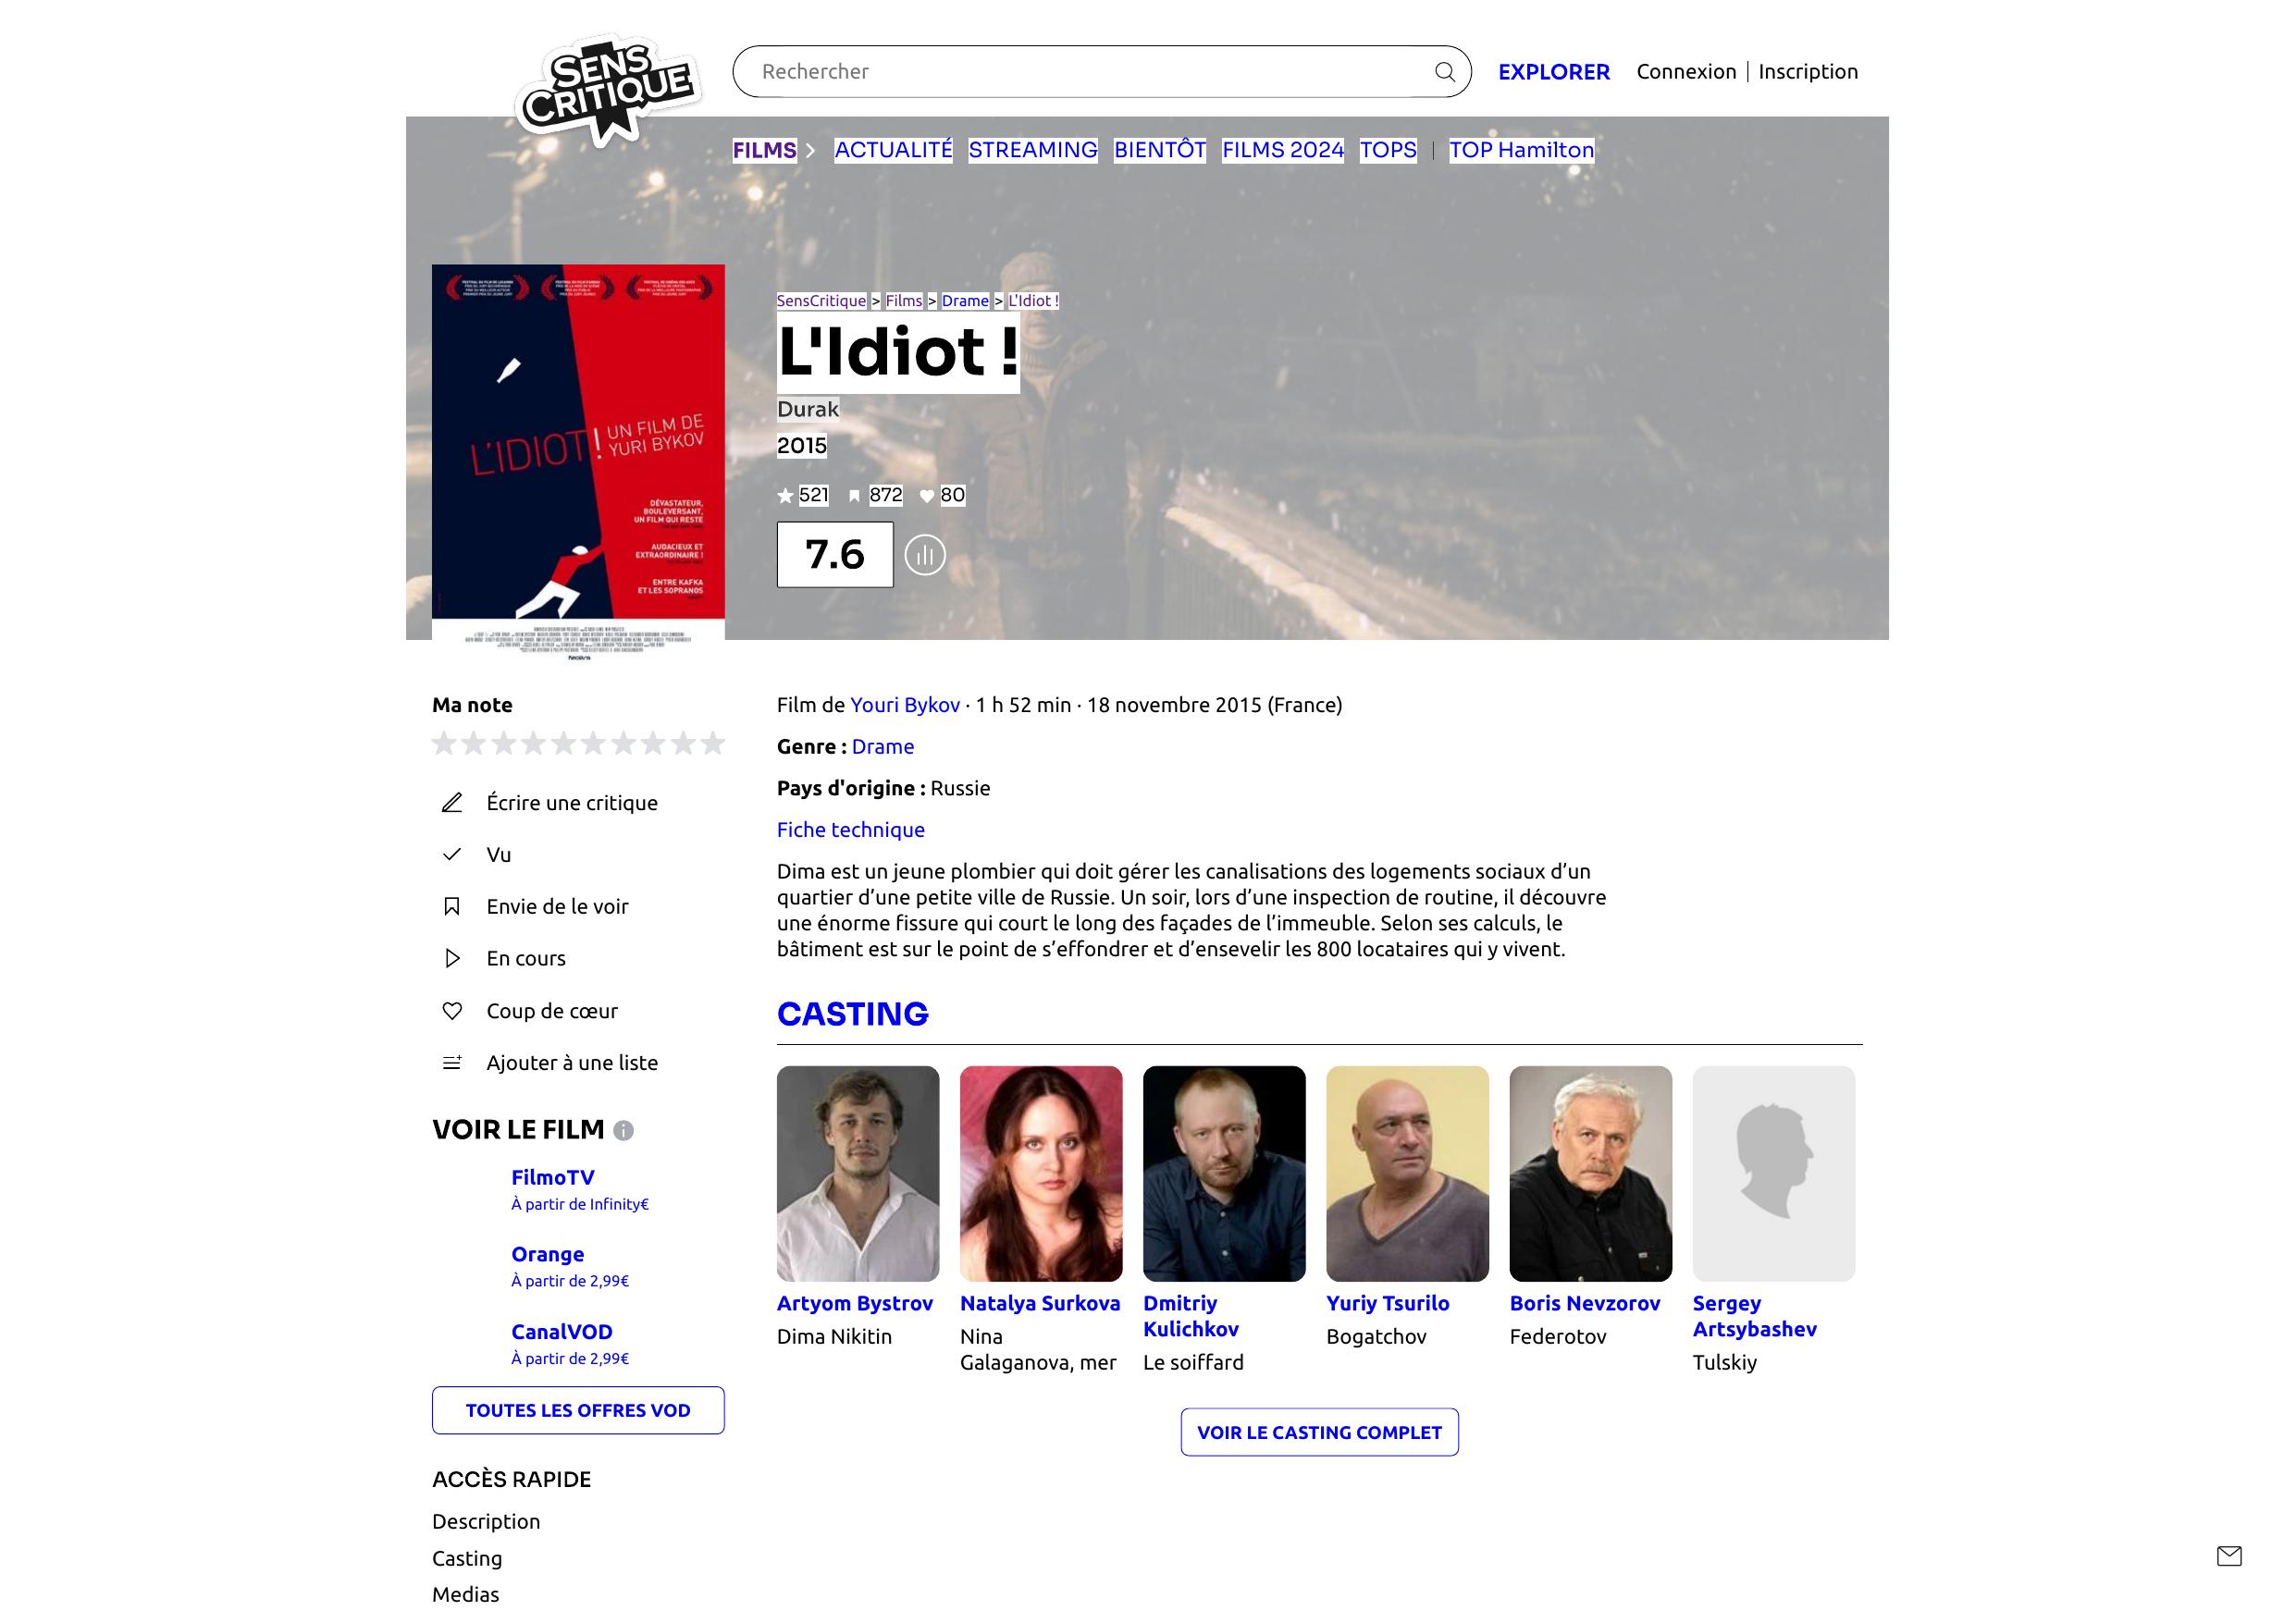 SENS
CRITIQUE
Rechercher
EXPLORER
Connexion | Inscription
FILMS
ACTUALITÉ
STREAMING
BIENTÔT
FILMS 2024
TOPS
TOP Hamilton
L'IDIOT !
UN FILM DE
YURI BYKOV
DÉVASTATEUR,
BOULEVERSANT,
UN FILM QUI RESTE
AUDACIEUX ET
EXTRAORDINAIRE !
ENTRE KAFKA
ET LES SOPRANOS
SensCritique > Films > Drame > L'Idiot !
L'Idiot !
Durak
2015
521
872
80
7.6
Ma note
Écrire une critique
Vu
Envie de le voir
En cours
Coup de cœur
Ajouter à une liste
VOIR LE FILM
FilmoTV
À partir de Infinity€
Orange
À partir de 2,99€
CanalVOD
À partir de 2,99€
TOUTES LES OFFRES VOD
ACCÈS RAPIDE
Description
Casting
Medias
Film de Youri Bykov · 1 h 52 min · 18 novembre 2015 (France)
Genre : Drame
Pays d'origine : Russie
Fiche technique
Dima est un jeune plombier qui doit gérer les canalisations des logements sociaux d’un
quartier d’une petite ville de Russie. Un soir, lors d’une inspection de routine, il découvre
une énorme fissure qui court le long des façades de l’immeuble. Selon ses calculs, le
bâtiment est sur le point de s’effondrer et d’ensevelir les 800 locataires qui y vivent.
CASTING
Artyom Bystrov
Dima Nikitin
Natalya Surkova
Nina
Galaganova, mer
Dmitriy
Kulichkov
Le soiffard
Yuriy Tsurilo
Bogatchov
Boris Nevzorov
Federotov
Sergey
Artsybashev
Tulskiy
VOIR LE CASTING COMPLET